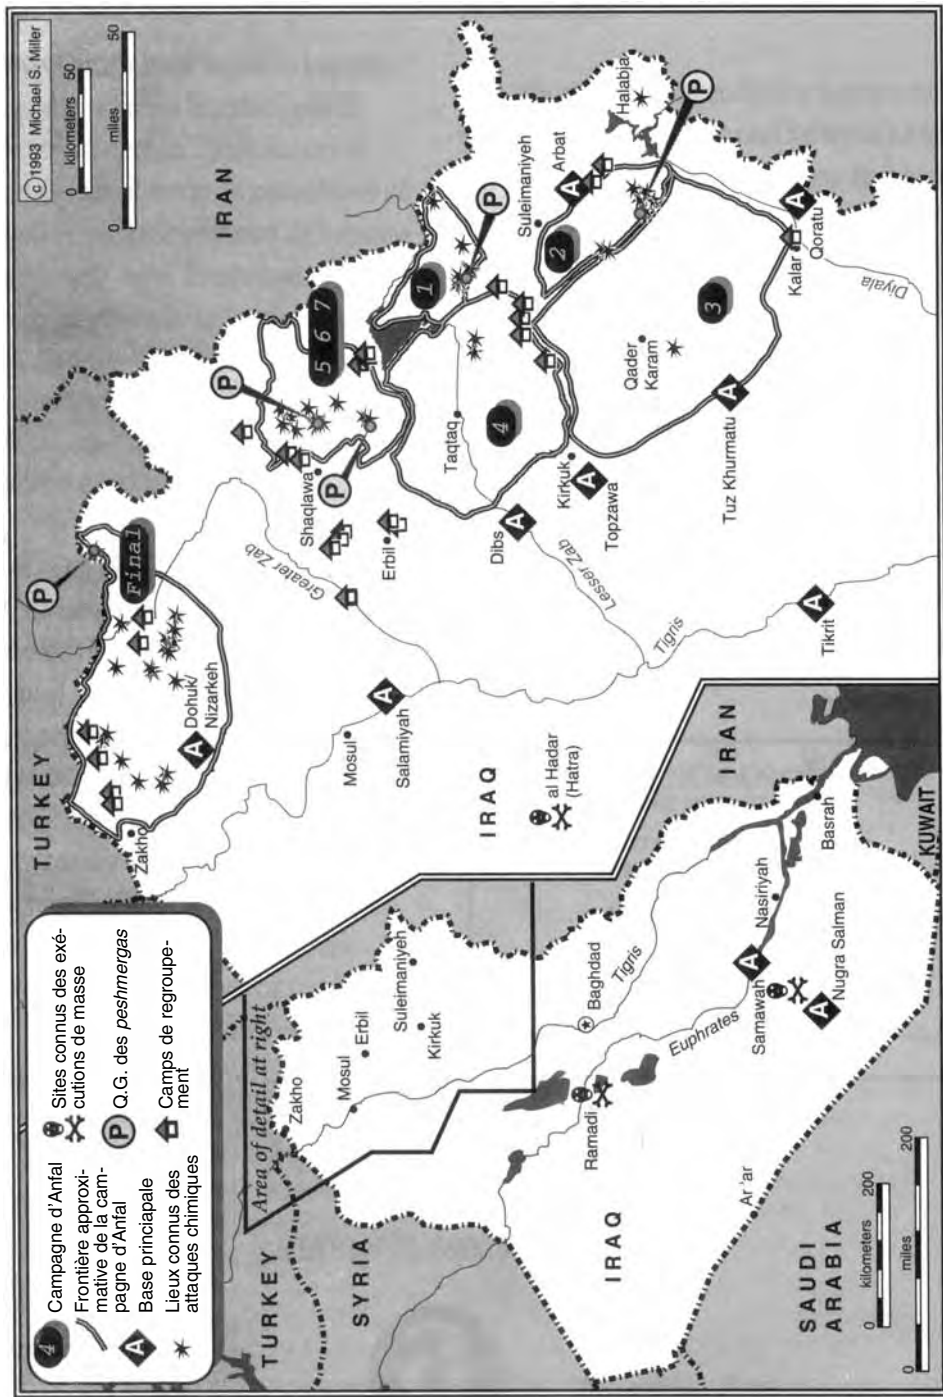 4
Campagne d'Anfal
Frontière approxi-
mative de la cam-
pagne d'Anfal
A
Base princiapale
Lieux connus des
attaques chimiques
Sites connus des exé-
cutions de masse
P
Q.G. des peshmergas
Camps de regroupe-
ment
© 1993 Michael S. Miller
0 kilometers 50
0 miles 50
TURKEY
IRAN
P
Final
Zakho
A
Dohuk/
Nizarkeh
Greater Zab
P
5 6 7
Shaqlawa
P
Erbil
Mosul
A
Salamiyah
1
P
Taqtaq
4
Dibs
A
Suleimaniyeh
Arbat
A
Halabja
2
P
Kirkuk
A
Topzawa
Qader
Karam
3
Lesser Zab
Tigris
A
Tuz Khurmatu
Kalar
A
Qoratu
Diyala
A
Tikrit
IRAQ
al Hadar
(Hatra)
Area of detail at right
TURKEY
SYRIA
Zakho
Mosul
Erbil
Suleimaniyeh
Kirkuk
IRAN
Baghdad
Tigris
Ramadi
Euphrates
IRAQ
A
Samawah
Nasiriyah
Basrah
A
Nugra Salman
KUWAIT
Ar 'ar
SAUDI
ARABIA
0 kilometers 200
0 miles 200